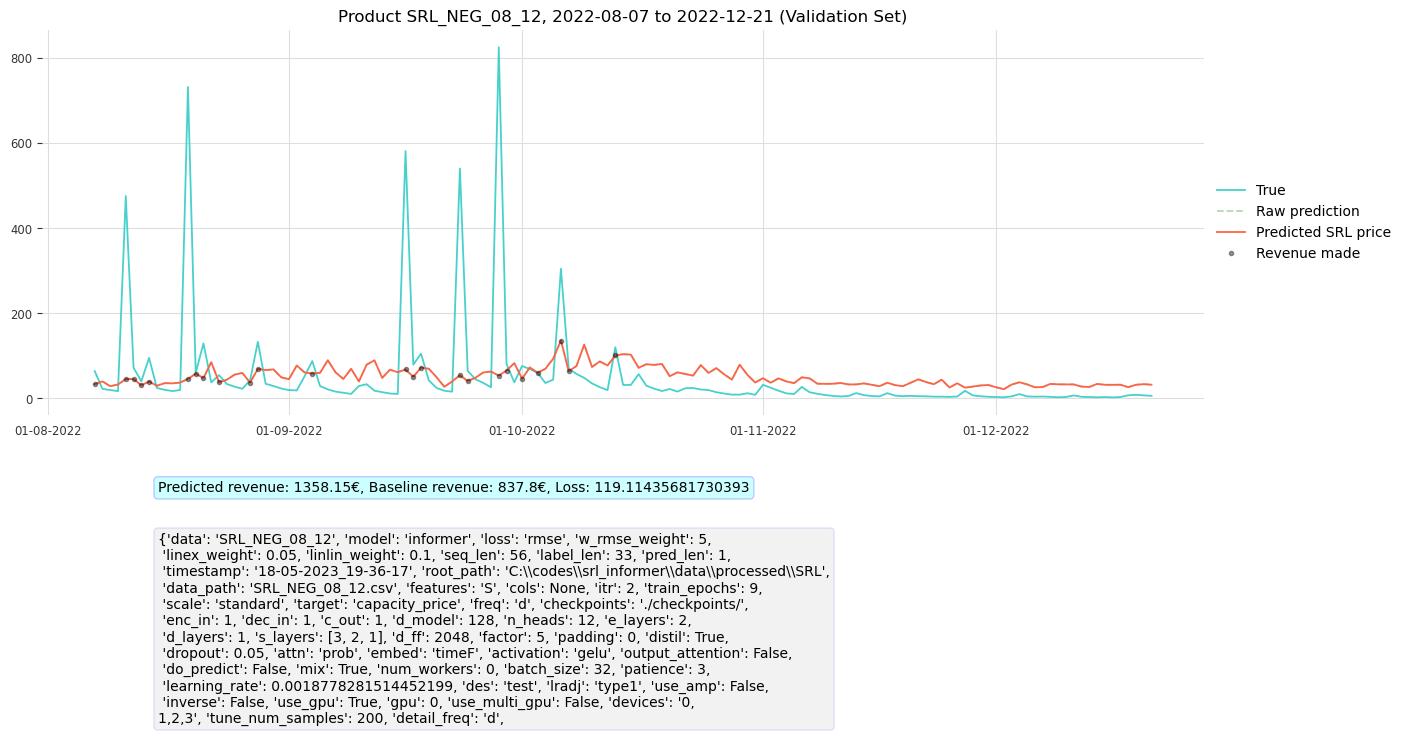 Product SRL_NEG_08_12, 2022-08-07 to 2022-12-21 (Validation Set)
800
600
400
200
0
01-08-2022
01-09-2022
01-10-2022
01-11-2022
01-12-2022
True
Raw prediction
Predicted SRL price
Revenue made
Predicted revenue: 1358.15€, Baseline revenue: 837.8€, Loss: 119.11435681730393
{'data': 'SRL_NEG_08_12', 'model': 'informer', 'loss': 'rmse', 'w_rmse_weight': 5,
'linex_weight': 0.05, 'linlin_weight': 0.1, 'seq_len': 56, 'label_len': 33, 'pred_len': 1,
'timestamp': '18-05-2023_19-36-17', 'root_path': 'C:\\codes\\srl_informer\\data\\processed\\SRL',
'data_path': 'SRL_NEG_08_12.csv', 'features': 'S', 'cols': None, 'itr': 2, 'train_epochs': 9,
'scale': 'standard', 'target': 'capacity_price', 'freq': 'd', 'checkpoints': './checkpoints/',
'enc_in': 1, 'dec_in': 1, 'c_out': 1, 'd_model': 128, 'n_heads': 12, 'e_layers': 2,
'd_layers': 1, 's_layers': [3, 2, 1], 'd_ff': 2048, 'factor': 5, 'padding': 0, 'distil': True,
'dropout': 0.05, 'attn': 'prob', 'embed': 'timeF', 'activation': 'gelu', 'output_attention': False,
'do_predict': False, 'mix': True, 'num_workers': 0, 'batch_size': 32, 'patience': 3,
'learning_rate': 0.0018778281514452199, 'des': 'test', 'lradj': 'type1', 'use_amp': False,
'inverse': False, 'use_gpu': True, 'gpu': 0, 'use_multi_gpu': False, 'devices': '0,
1,2,3', 'tune_num_samples': 200, 'detail_freq': 'd',